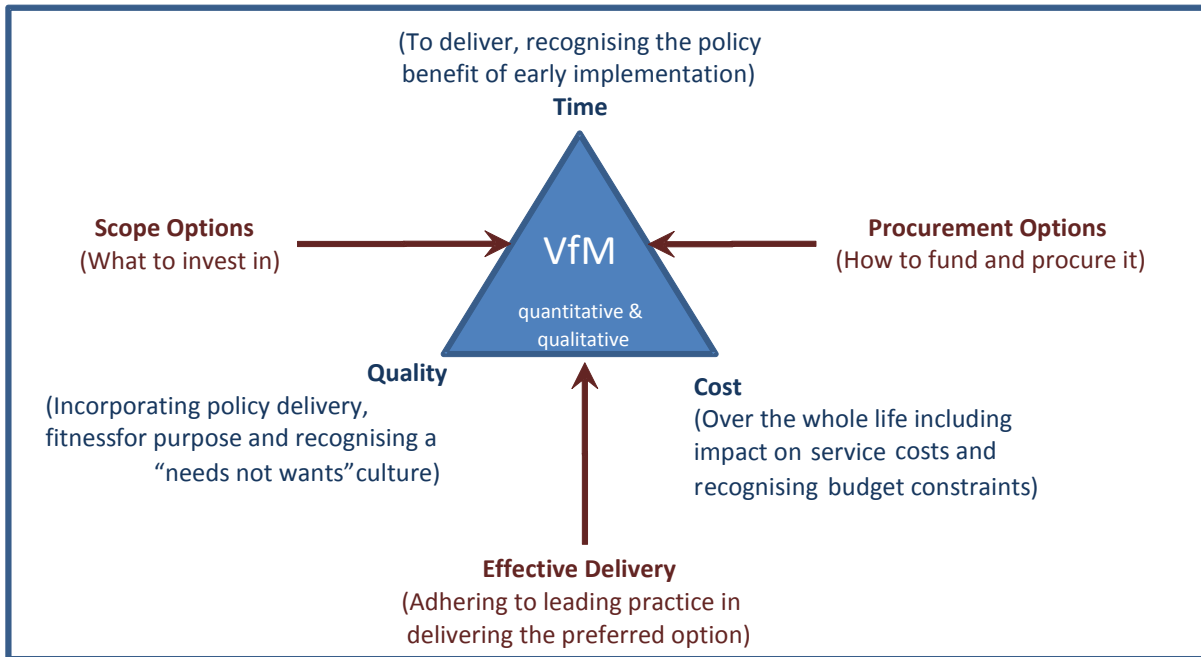 (To deliver, recognising the policy
benefit of early implementation)
Time
Scope Options
(What to invest in)
VfM
quantitative &
qualitative
Procurement Options
(How to fund and procure it)
Quality
(Incorporating policy delivery,
fitnessfor purpose and recognising a
“needs not wants”culture)
Cost
(Over the whole life including
impact on service costs and
recognising budget constraints)
Effective Delivery
(Adhering to leading practice in
delivering the preferred option)